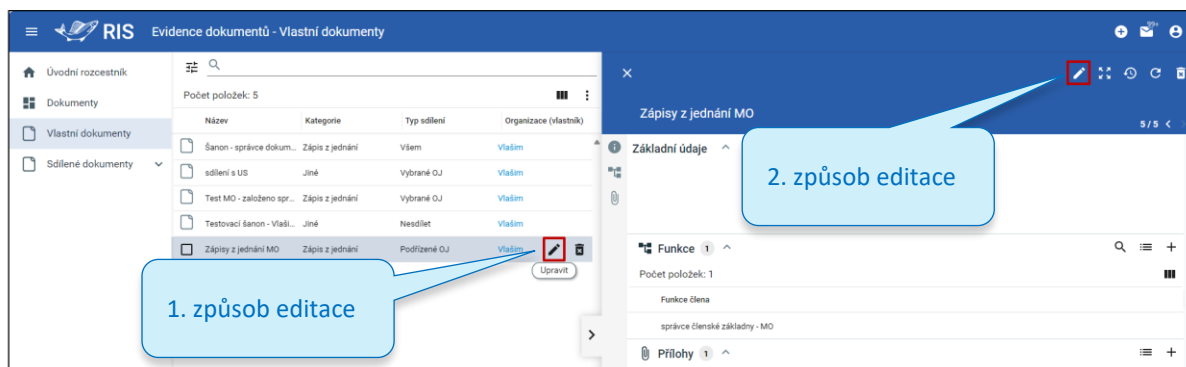 RIS
Evidence dokumentů - Vlastní dokumenty
99+
Úvodní rozcestník
Dokumenty
Vlastní dokumenty
Sdílené dokumenty
Počet položek: 5
Název Kategorie Typ sdílení Organizace (vlastník)
Šanon - správce dokum... Zápis z jednání Všem Vlašim
sdílení s US Jiné Vybrané OJ Vlašim
Test MO - založeno spr... Zápis z jednání Vybrané OJ Vlašim
Testovací šanon - Vlaši... Jiné Nesdílet Vlašim
Zápisy z jednání MO Zápis z jednání Podřízené OJ Vlašim
Upravit
1. způsob editace
Zápisy z jednání MO
5/5
Základní údaje
2. způsob editace
Funkce 1
Počet položek: 1
Funkce člena
správce členské základny - MO
Přílohy 1